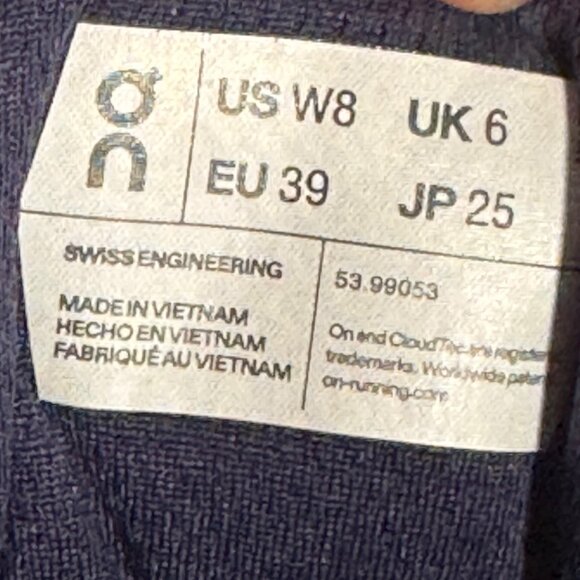 on
US W8 UK 6
EU 39 JP 25
SWISS ENGINEERING
MADE IN VIETNAM
HECHO EN VIETNAM
FABRIQUÉ AU VIETNAM
53.99053
On and CloudTec are
trademarks. Worldwide
on-running.com